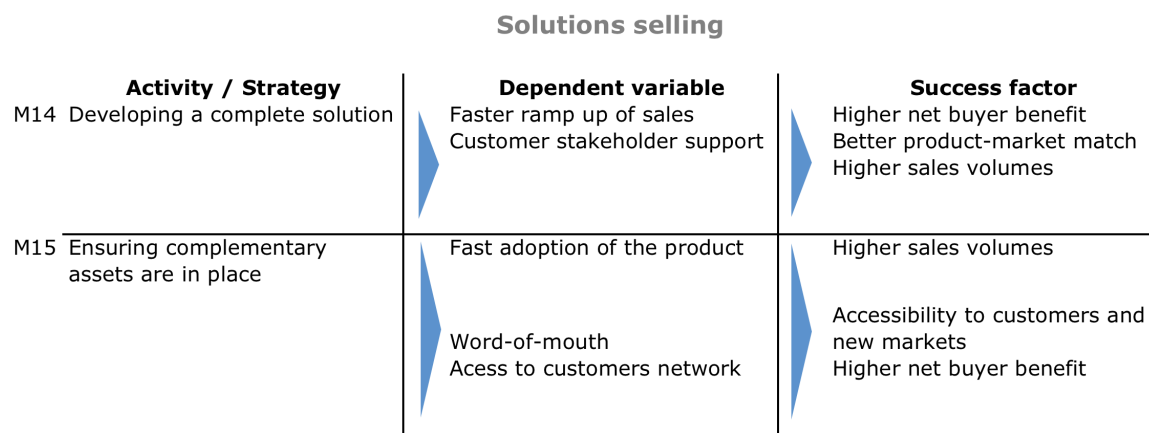 Solutions selling
Activity / Strategy
Dependent variable
Success factor
M14 Developing a complete solution
Faster ramp up of sales
Customer stakeholder support
Higher net buyer benefit
Better product-market match
Higher sales volumes
M15 Ensuring complementary
assets are in place
Fast adoption of the product
Word-of-mouth
Acess to customers network
Higher sales volumes
Accessibility to customers and
new markets
Higher net buyer benefit